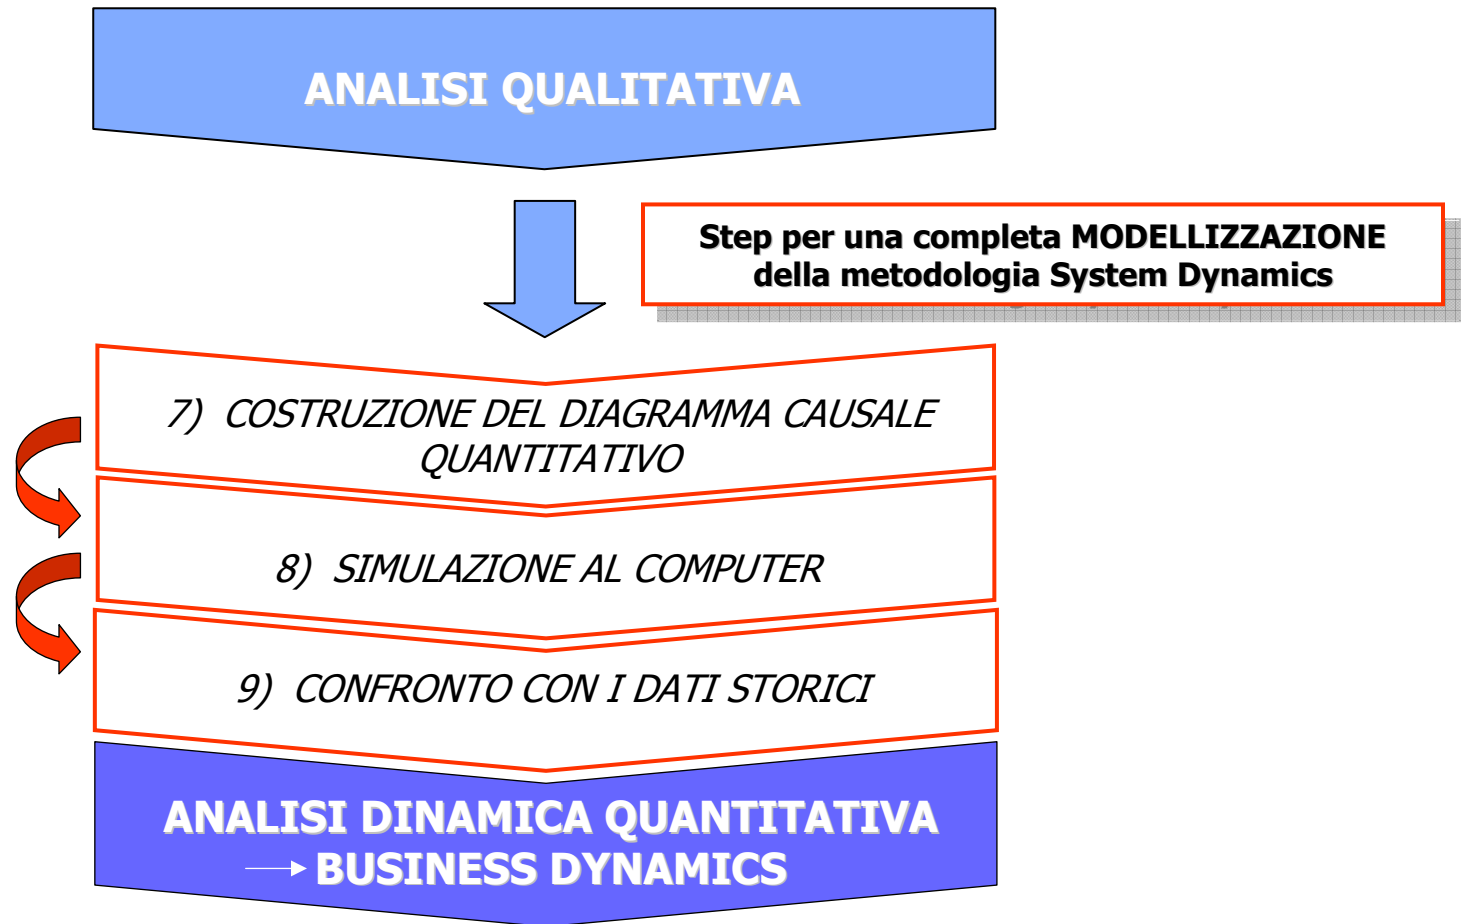 ANALISI QUALITATIVA
Step per una completa MODELLIZZAZIONE
della metodologia System Dynamics
7) COSTRUZIONE DEL DIAGRAMMA CAUSALE
QUANTITATIVO
8) SIMULAZIONE AL COMPUTER
9) CONFRONTO CON I DATI STORICI
ANALISI DINAMICA QUANTITATIVA
BUSINESS DYNAMICS